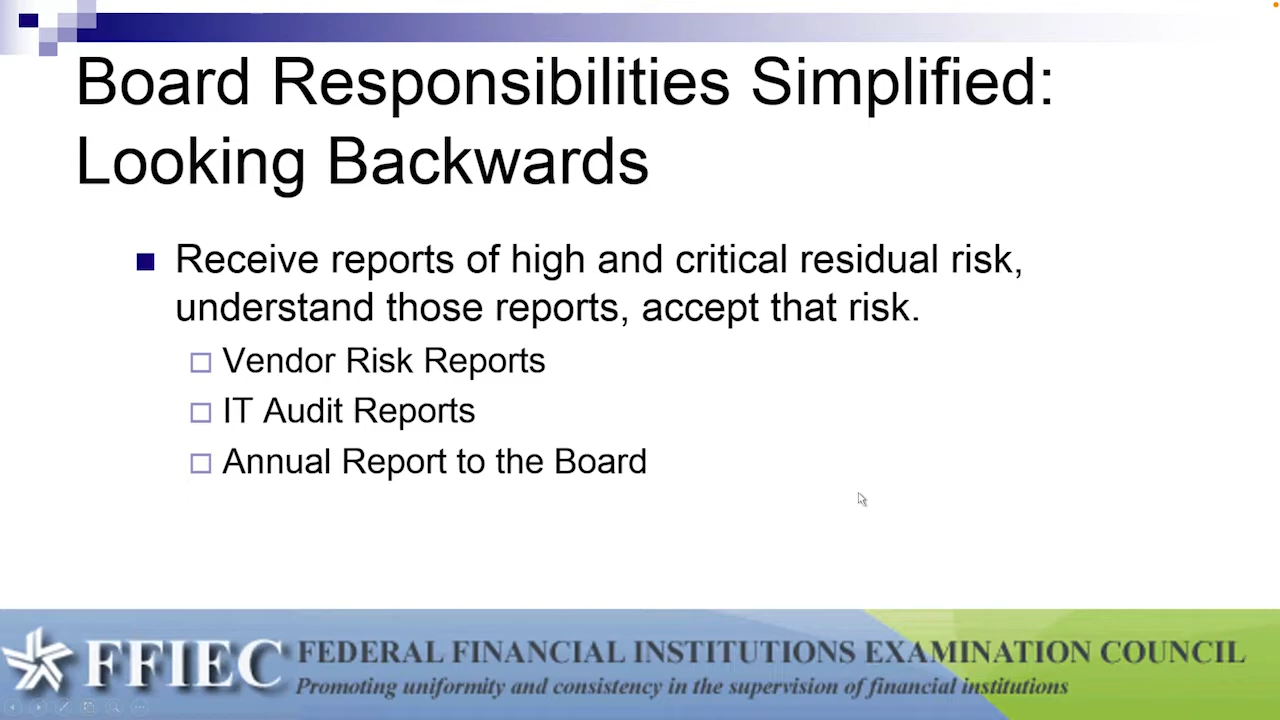 Board Responsibilities Simplified:
Looking Backwards
Receive reports of high and critical residual risk,
understand those reports, accept that risk.
Vendor Risk Reports
IT Audit Reports
Annual Report to the Board
FFIEC
FEDERAL FINANCIAL INSTITUTIONS EXAMINATION COUNCIL
Promoting uniformity and consistency in the supervision of financial institutions